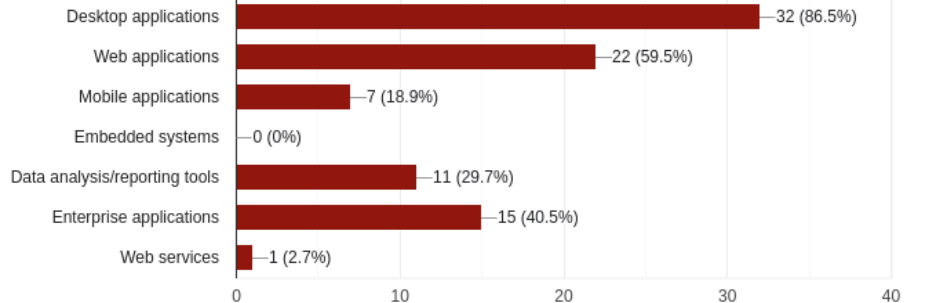 Desktop applications 32 (86.5%)
Web applications 22 (59.5%)
Mobile applications 7 (18.9%)
Embedded systems 0 (0%)
Data analysis/reporting tools 11 (29.7%)
Enterprise applications 15 (40.5%)
Web services 1 (2.7%)
0 10 20 30 40